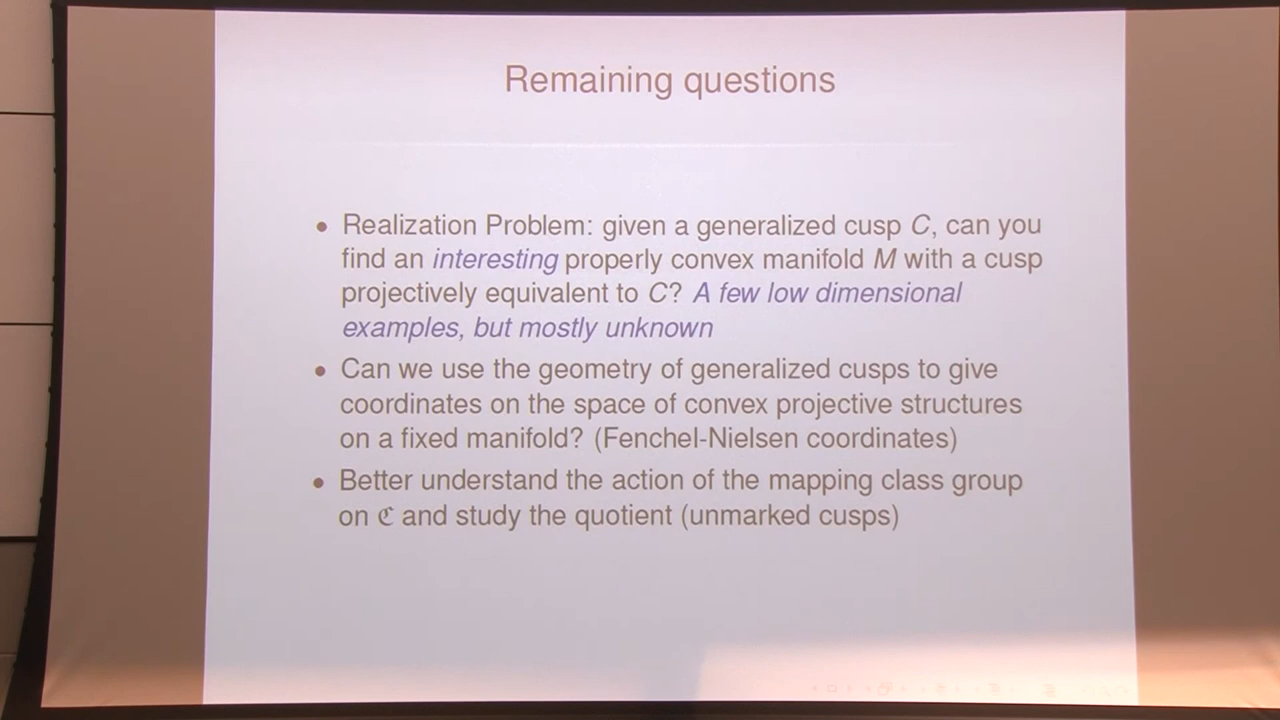 Remaining questions
• Realization Problem: given a generalized cusp C, can you
find an interesting properly convex manifold M with a cusp
projectively equivalent to C? A few low dimensional
examples, but mostly unknown
• Can we use the geometry of generalized cusps to give
coordinates on the space of convex projective structures
on a fixed manifold? (Fenchel-Nielsen coordinates)
• Better understand the action of the mapping class group
on ℭ and study the quotient (unmarked cusps)